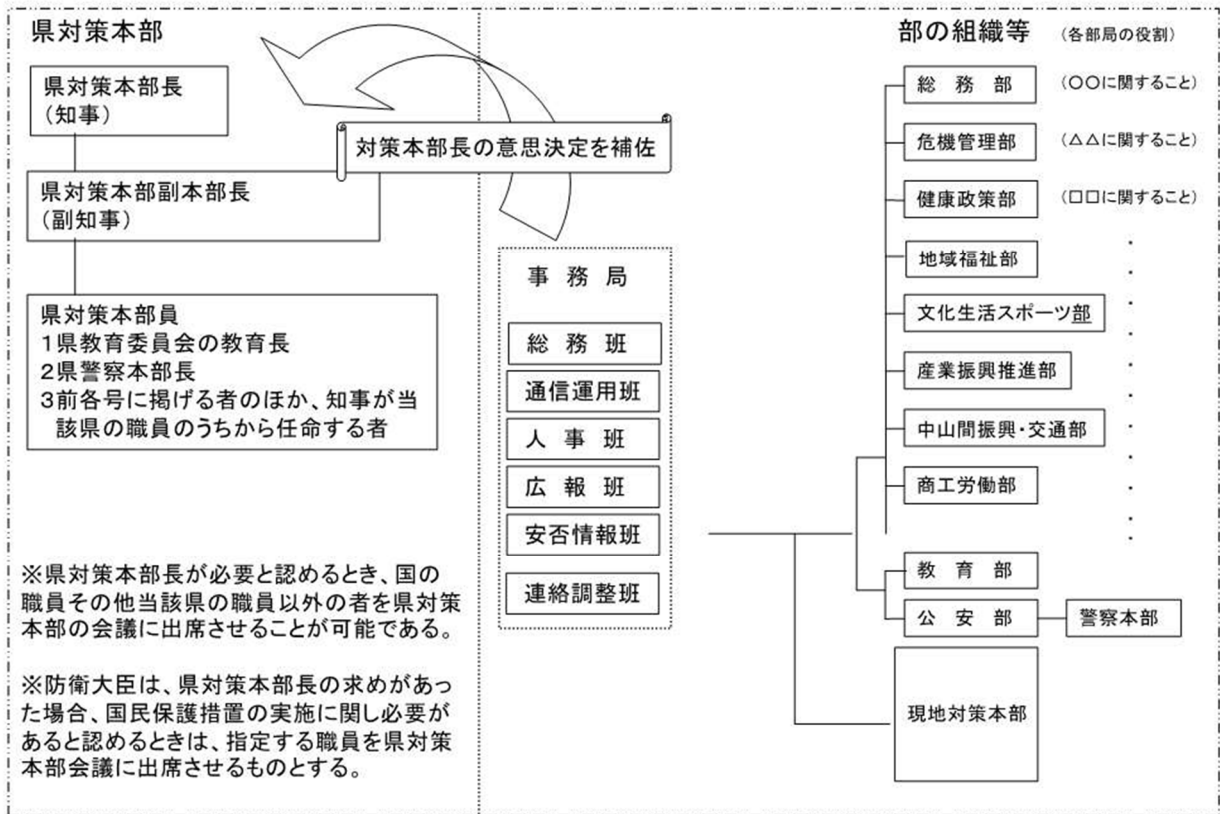 県対策本部
県対策本部長
(知事)
県対策本部副本部長
(副知事)
県対策本部員
1県教育委員会の教育長
2県警察本部長
3前各号に掲げる者のほか、知事が当
該県の職員のうちから任命する者
※県対策本部長が必要と認めるとき、国の
職員その他当該県の職員以外の者を県対策
本部の会議に出席させることが可能である。
※防衛大臣は、県対策本部長の求めがあっ
た場合、国民保護措置の実施に関し必要が
あると認めるときは、指定する職員を県対策
本部会議に出席させるものとする。
対策本部長の意思決定を補佐
事務局
総務班
通信運用班
人事班
広報班
安否情報班
連絡調整班
部の組織等 (各部局の役割)
総務部 (○○に関すること)
危機管理部 (△△に関すること)
健康政策部 (□□に関すること)
地域福祉部
文化生活スポーツ部
産業振興推進部
中山間振興・交通部
商工労働部
教育部
公安部 警察本部
現地対策本部